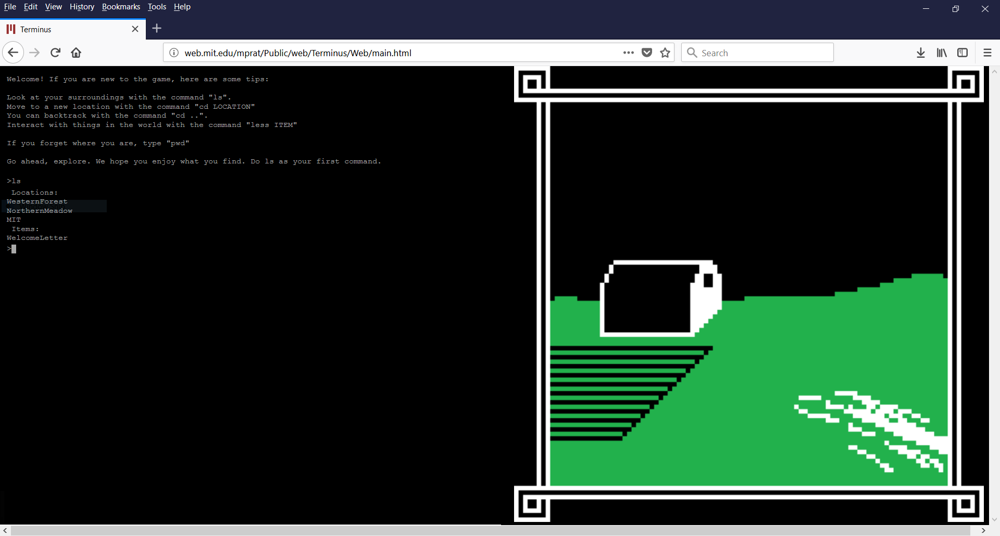 File Edit View History Bookmarks Tools Help
Terminus
web.mit.edu/mprat/Public/web/Terminus/Web/main.html
Search
Welcome! If you are new to the game, here are some tips:
Look at your surroundings with the command "ls".
Move to a new location with the command "cd LOCATION"
You can backtrack with the command "cd ..".
Interact with things in the world with the command "less ITEM"
If you forget where you are, type "pwd"
Go ahead, explore. We hope you enjoy what you find. Do ls as your first command.
>ls
Locations:
WesternForest
NorthernMeadow
MIT
Items:
WelcomeLetter
>